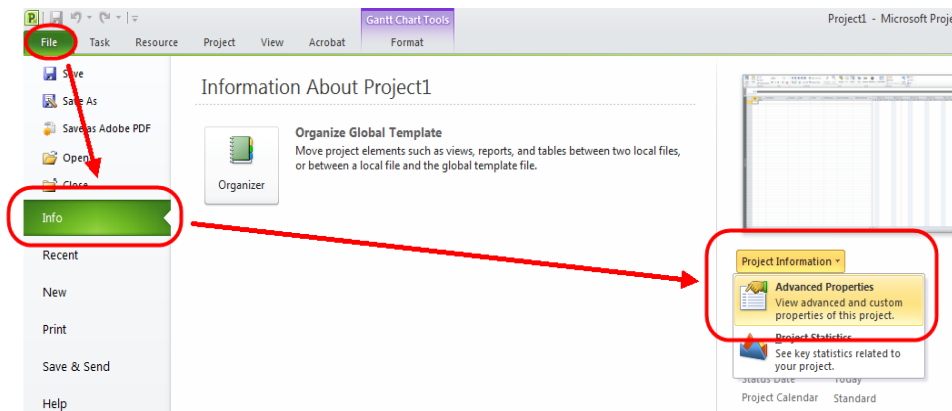 Gantt Chart Tools
Project1 - Microsoft Proje
File Task Resource Project View Acrobat Format
Save
Save As
Save as Adobe PDF
Open
Close
Info
Recent
New
Print
Save & Send
Help
Information About Project1
Organizer
Organize Global Template
Move project elements such as views, reports, and tables between two local files,
or between a local file and the global template file.
Project Information
Advanced Properties
View advanced and custom
properties of this project.
Project Statistics
See key statistics related to
your project.
Status Date Today
Project Calendar Standard